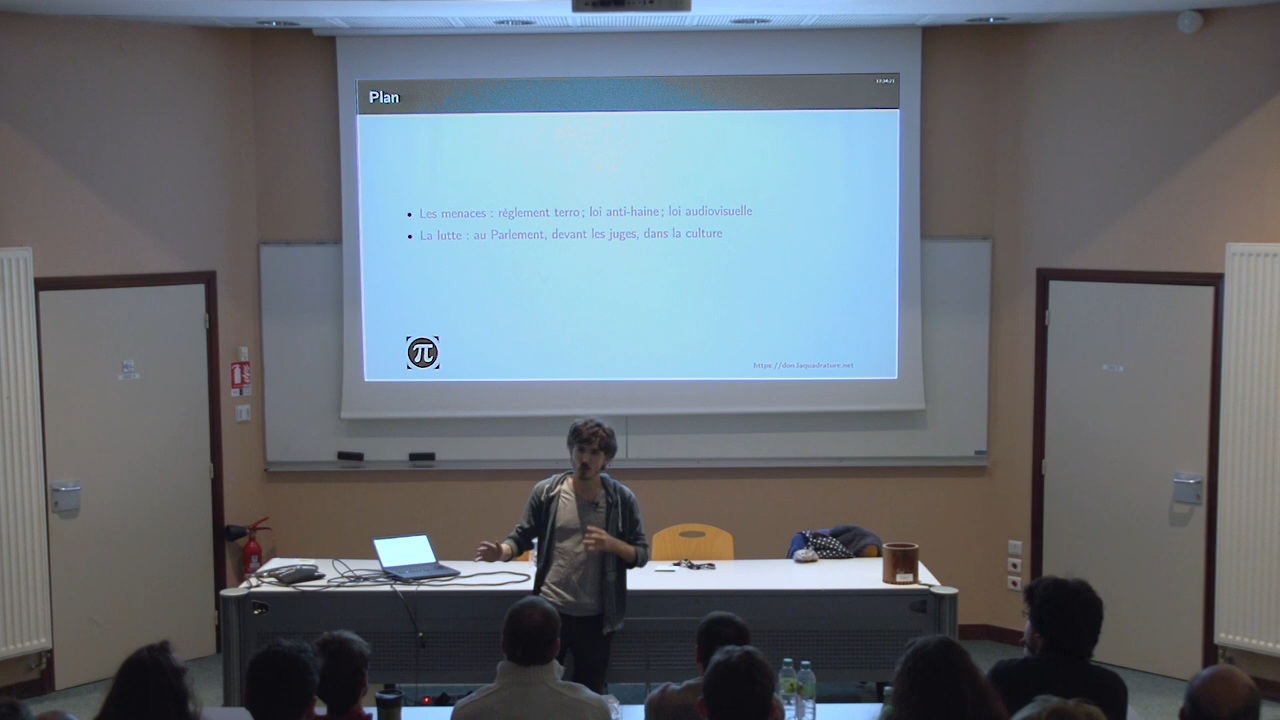 Plan
Les menaces : règlement terro ; loi anti-haine ; loi audiovisuelle
La lutte : au Parlement, devant les juges, dans la culture
π
https://don.laquadrature.net